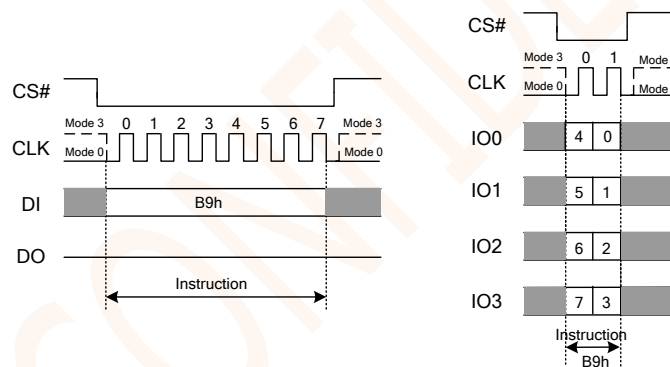 CS#
Mode 3 0 1 2 3 4 5 6 7 Mode 3
CLK Mode 0 Mode 0
DI B9h
DO
Instruction
CS#
Mode 3 0 1 Mode
CLK Mode 0 Mode
IO0 4 0
IO1 5 1
IO2 6 2
IO3 7 3
Instruction
B9h